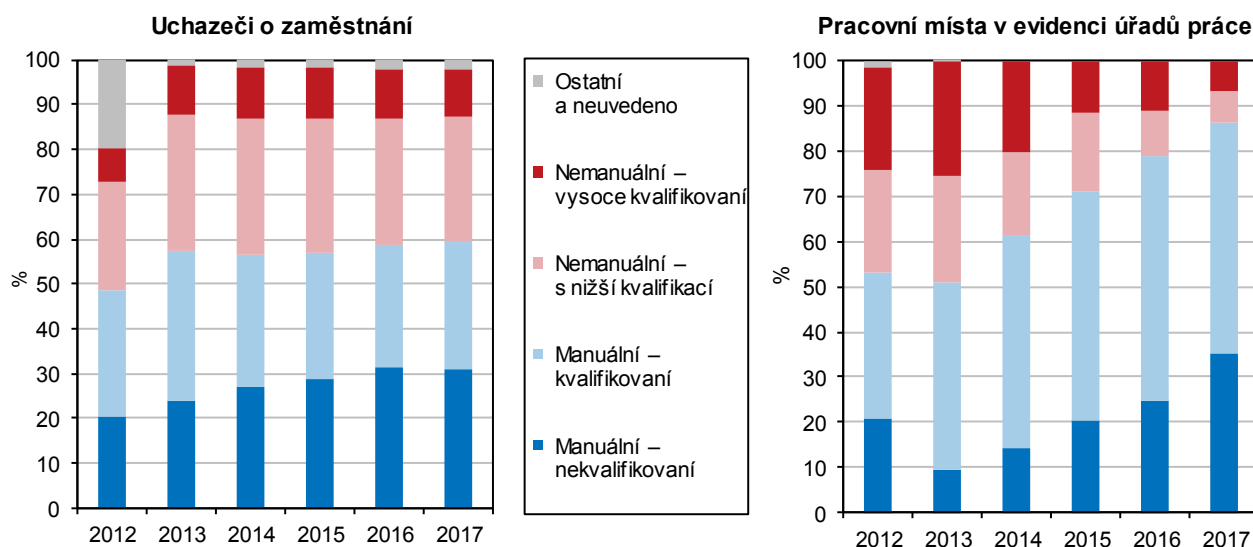 Uchazeči o zaměstnání
100
90
80
70
60
50
40
30
20
10
0
%
2012 2013 2014 2015 2016 2017
Ostatní
a neuvedeno
Nemanuální –
vysoce kvalifikovaní
Nemanuální –
s nižší kvalifikací
Manuální –
kvalifikovaní
Manuální –
nekvalifikovaní
Pracovní místa v evidenci úřadů práce
100
90
80
70
60
50
40
30
20
10
0
%
2012 2013 2014 2015 2016 2017